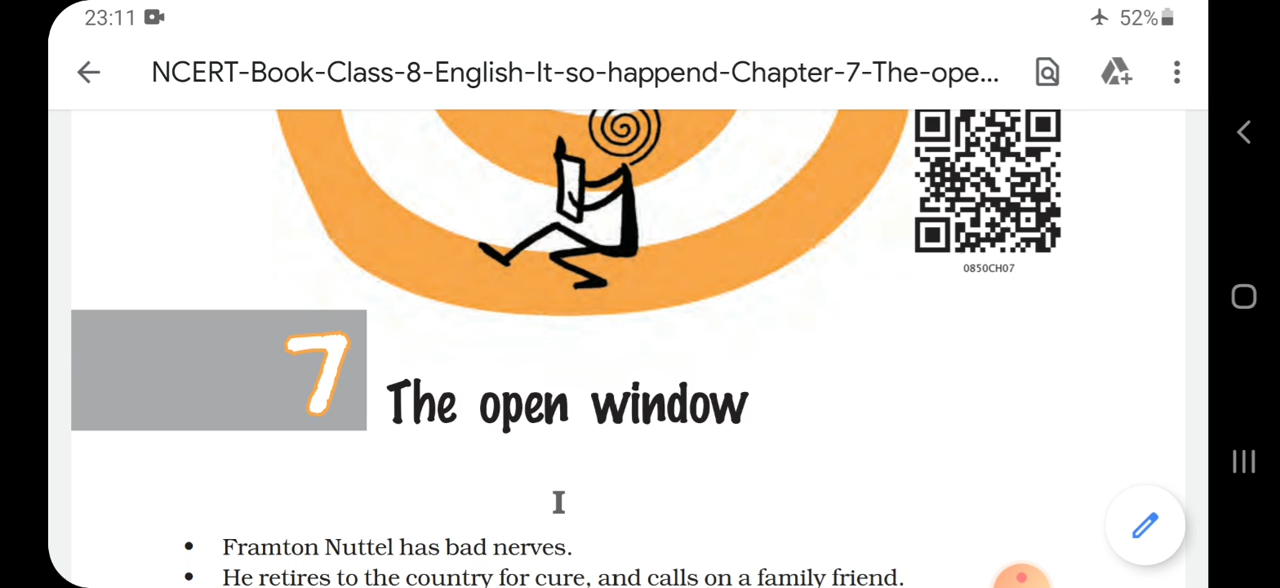 23:11 52%
NCERT-Book-Class-8-English-It-so-happend-Chapter-7-The-ope...
0850CH07
7
The open window
I
• Framton Nuttel has bad nerves.
• He retires to the country for cure, and calls on a family friend.